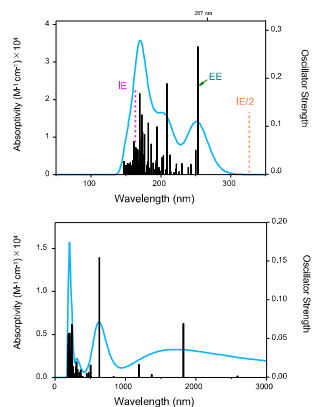 267 nm
4
3
2
1
0
0.3
0.2
0.1
0.0
Absorptivity (M⁻¹ cm⁻¹) × 10⁴
Oscillator Strength
IE
EE
IE/2
100
200
300
Wavelength (nm)
1.5
1.0
0.5
0.0
0.20
0.15
0.10
0.05
0.00
Absorptivity (M⁻¹ cm⁻¹) × 10⁴
Oscillator Strength
0
1000
2000
3000
Wavelength (nm)